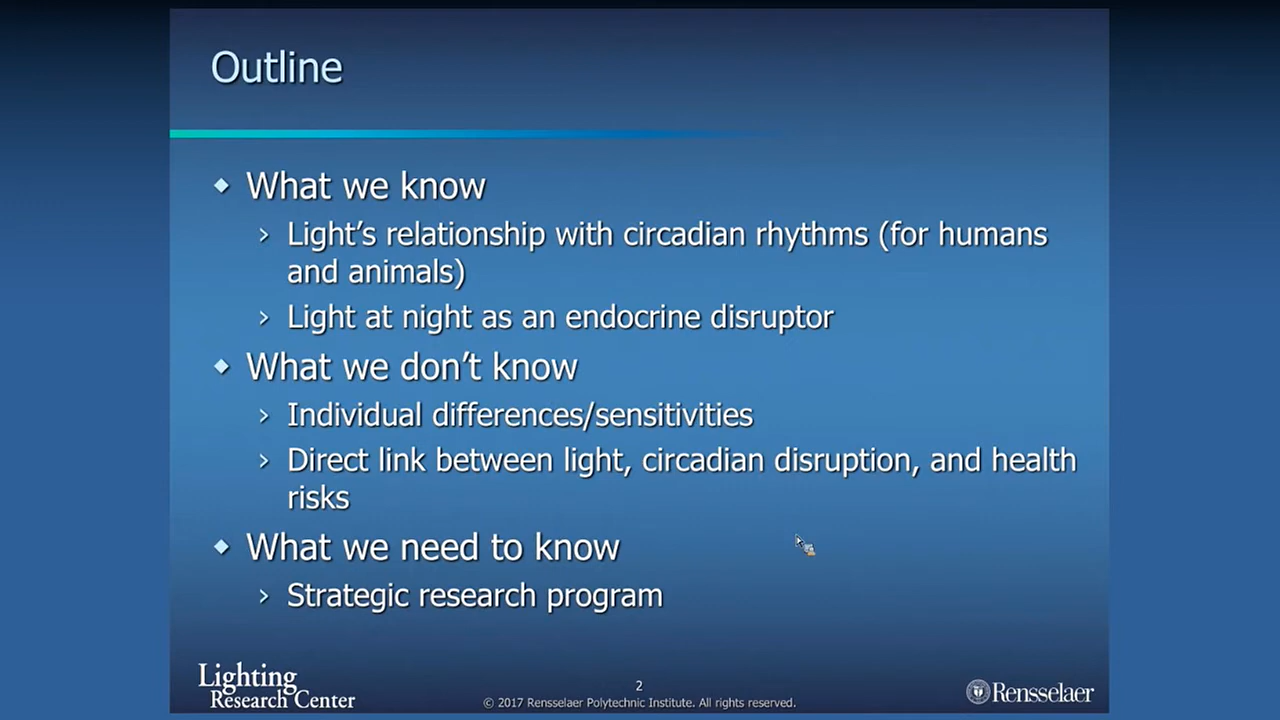 Outline
What we know
Light's relationship with circadian rhythms (for humans
and animals)
Light at night as an endocrine disruptor
What we don't know
Individual differences/sensitivities
Direct link between light, circadian disruption, and health
risks
What we need to know
Strategic research program
Lighting
Research Center
2
© 2017 Rensselaer Polytechnic Institute. All rights reserved.
Rensselaer